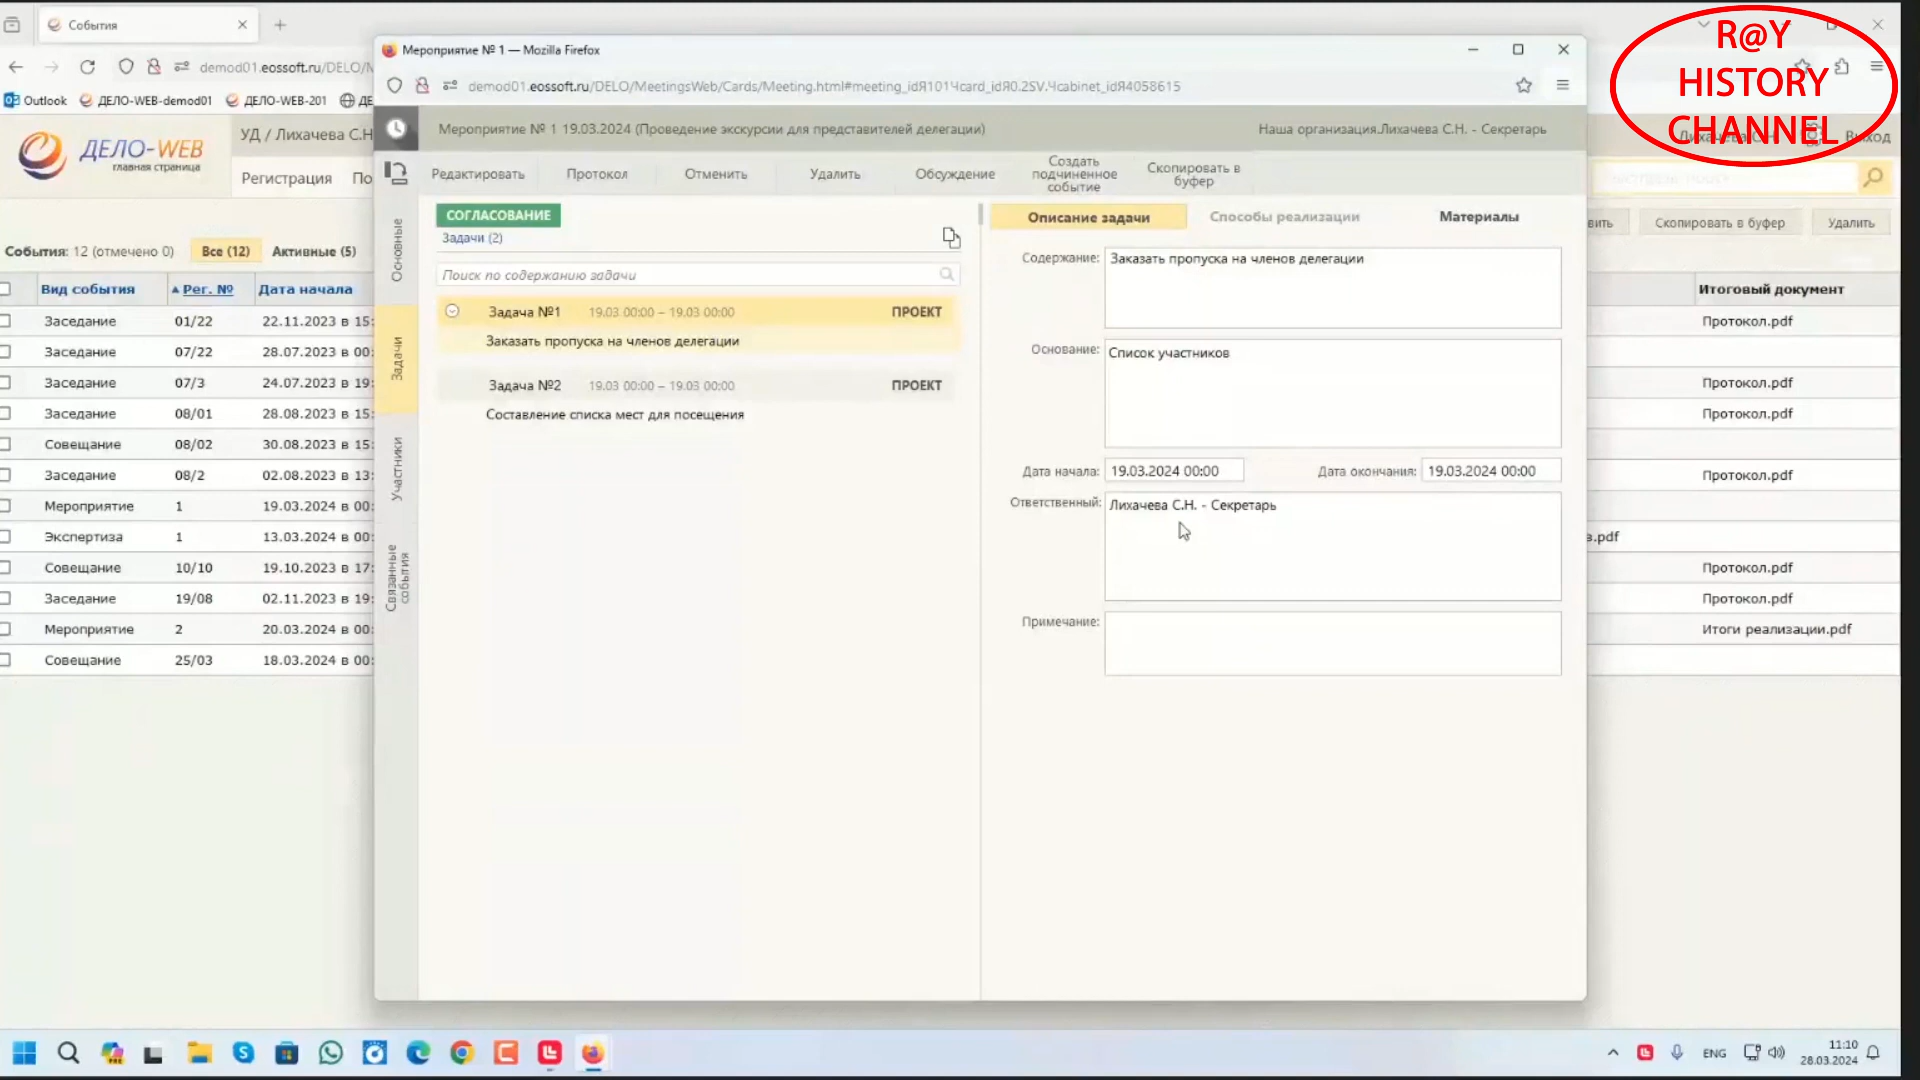 События
Outlook
ДЕЛО-WEB-demod01
ДЕЛО-WEB-201
demod01.eossoft.ru/DELO/
ДЕЛО-WEB
главная страница
УД / Лихачева С.Н
Регистрация
Выход
События: 12 (отмечено 0)
Все (12)
Активные (5)
Скопировать в буфер
Удалить
Вид события
Рег. №
Дата начала
Итоговый документ
Заседание 01/22 22.11.2023 в 15: Протокол.pdf
Заседание 07/22 28.07.2023 в 00:
Заседание 07/3 24.07.2023 в 19: Протокол.pdf
Заседание 08/01 28.08.2023 в 15: Протокол.pdf
Совещание 08/02 30.08.2023 в 15:
Заседание 08/2 02.08.2023 в 13: Протокол.pdf
Мероприятие 1 19.03.2024 в 00:
Экспертиза 1 13.03.2024 в 00: в.pdf
Совещание 10/10 19.10.2023 в 17: Протокол.pdf
Заседание 19/08 02.11.2023 в 19: Протокол.pdf
Мероприятие 2 20.03.2024 в 00: Итоги реализации.pdf
Совещание 25/03 18.03.2024 в 00:
Мероприятие № 1 — Mozilla Firefox
demod01.eossoft.ru/DELO/MeetingsWeb/Cards/Meeting.html#meeting_idЯ101Чcard_idЯ0.2SV.Чcabinet_idЯ4058615
Мероприятие № 1 19.03.2024 (Проведение экскурсии для представителей делегации)
Наша организация.Лихачева С.Н. - Секретарь
Редактировать
Протокол
Отменить
Удалить
Обсуждение
Создать
подчиненное
событие
Скопировать в
буфер
Основные
Задачи
Участники
Связанные
события
СОГЛАСОВАНИЕ
Задачи (2)
Поиск по содержанию задачи
Задача №1 19.03 00:00 – 19.03 00:00 ПРОЕКТ
Заказать пропуска на членов делегации
Задача №2 19.03 00:00 – 19.03 00:00 ПРОЕКТ
Составление списка мест для посещения
Описание задачи
Способы реализации
Материалы
Содержание: Заказать пропуска на членов делегации
Основание: Список участников
Дата начала: 19.03.2024 00:00 Дата окончания: 19.03.2024 00:00
Ответственный: Лихачева С.Н. - Секретарь
Примечание:
R@Y
HISTORY
CHANNEL
ENG
11:10
28.03.2024